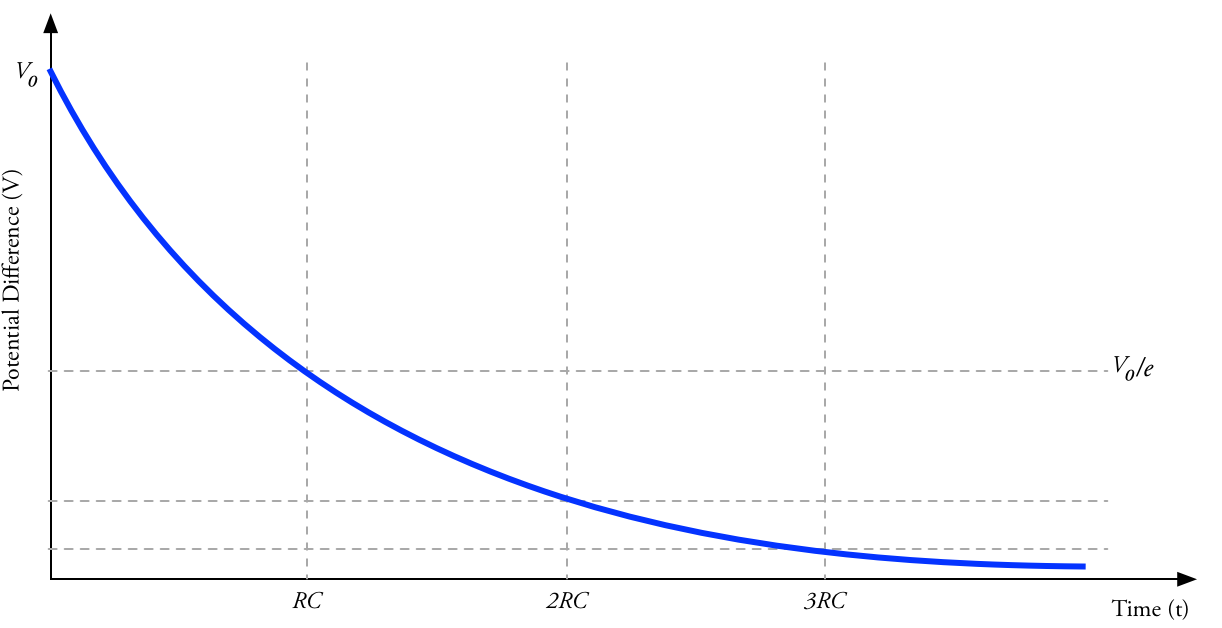 V₀
Potential Difference (V)
V₀/e
RC
2RC
3RC
Time (t)